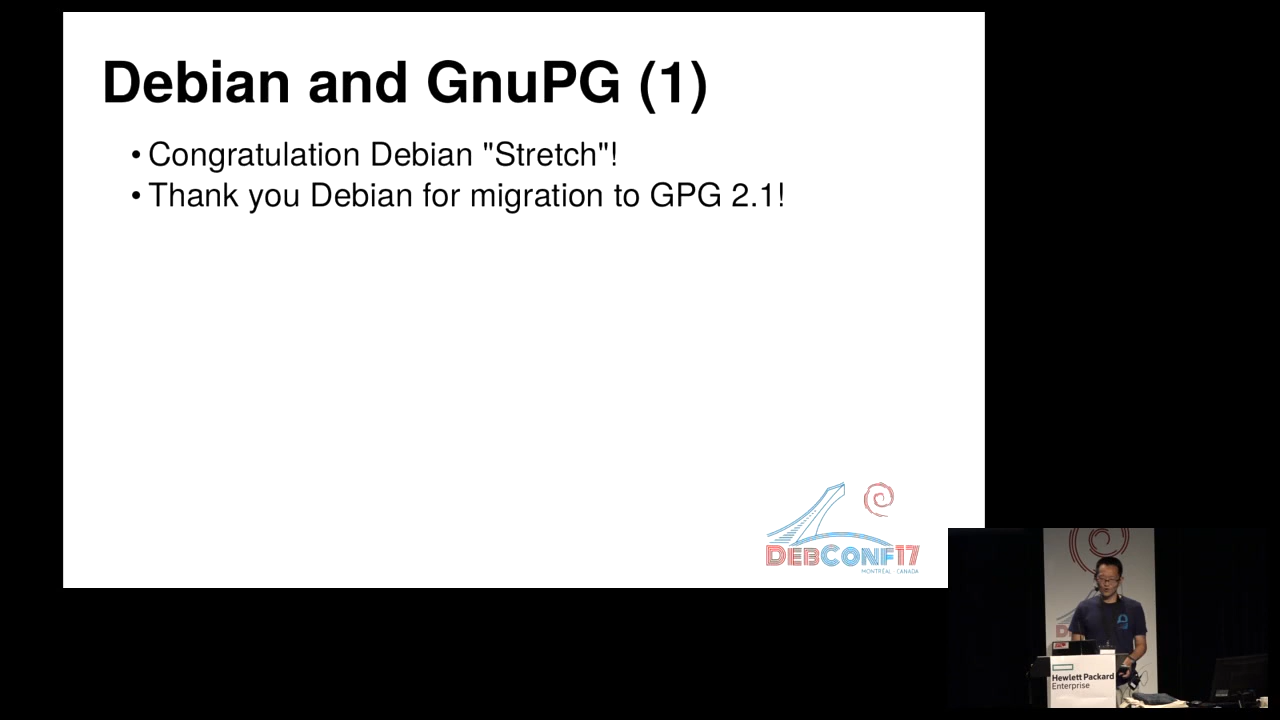 Debian and GnuPG (1)
• Congratulation Debian "Stretch"!
• Thank you Debian for migration to GPG 2.1!
DEBCONF17
MONTRÉAL CANADA
Hewlett Packard
Enterprise